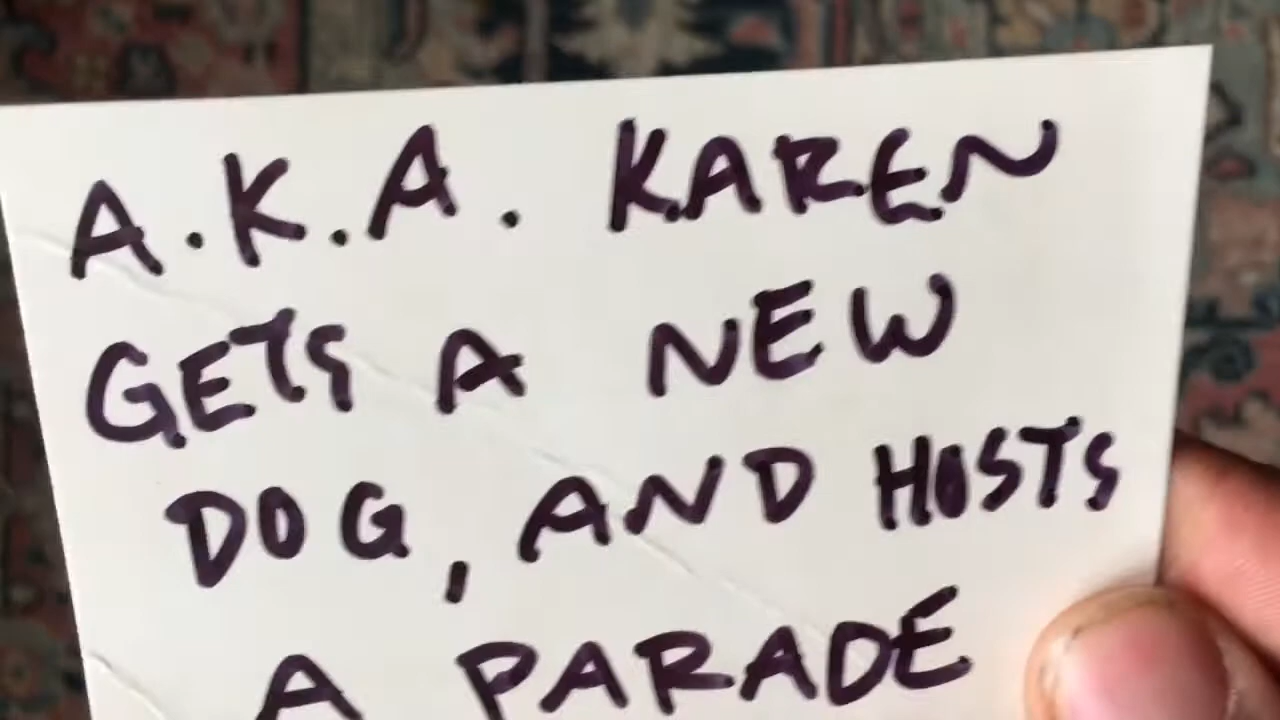 A.K.A. KAREN
GETS A NEW
DOG, AND HOSTS
A PARADE